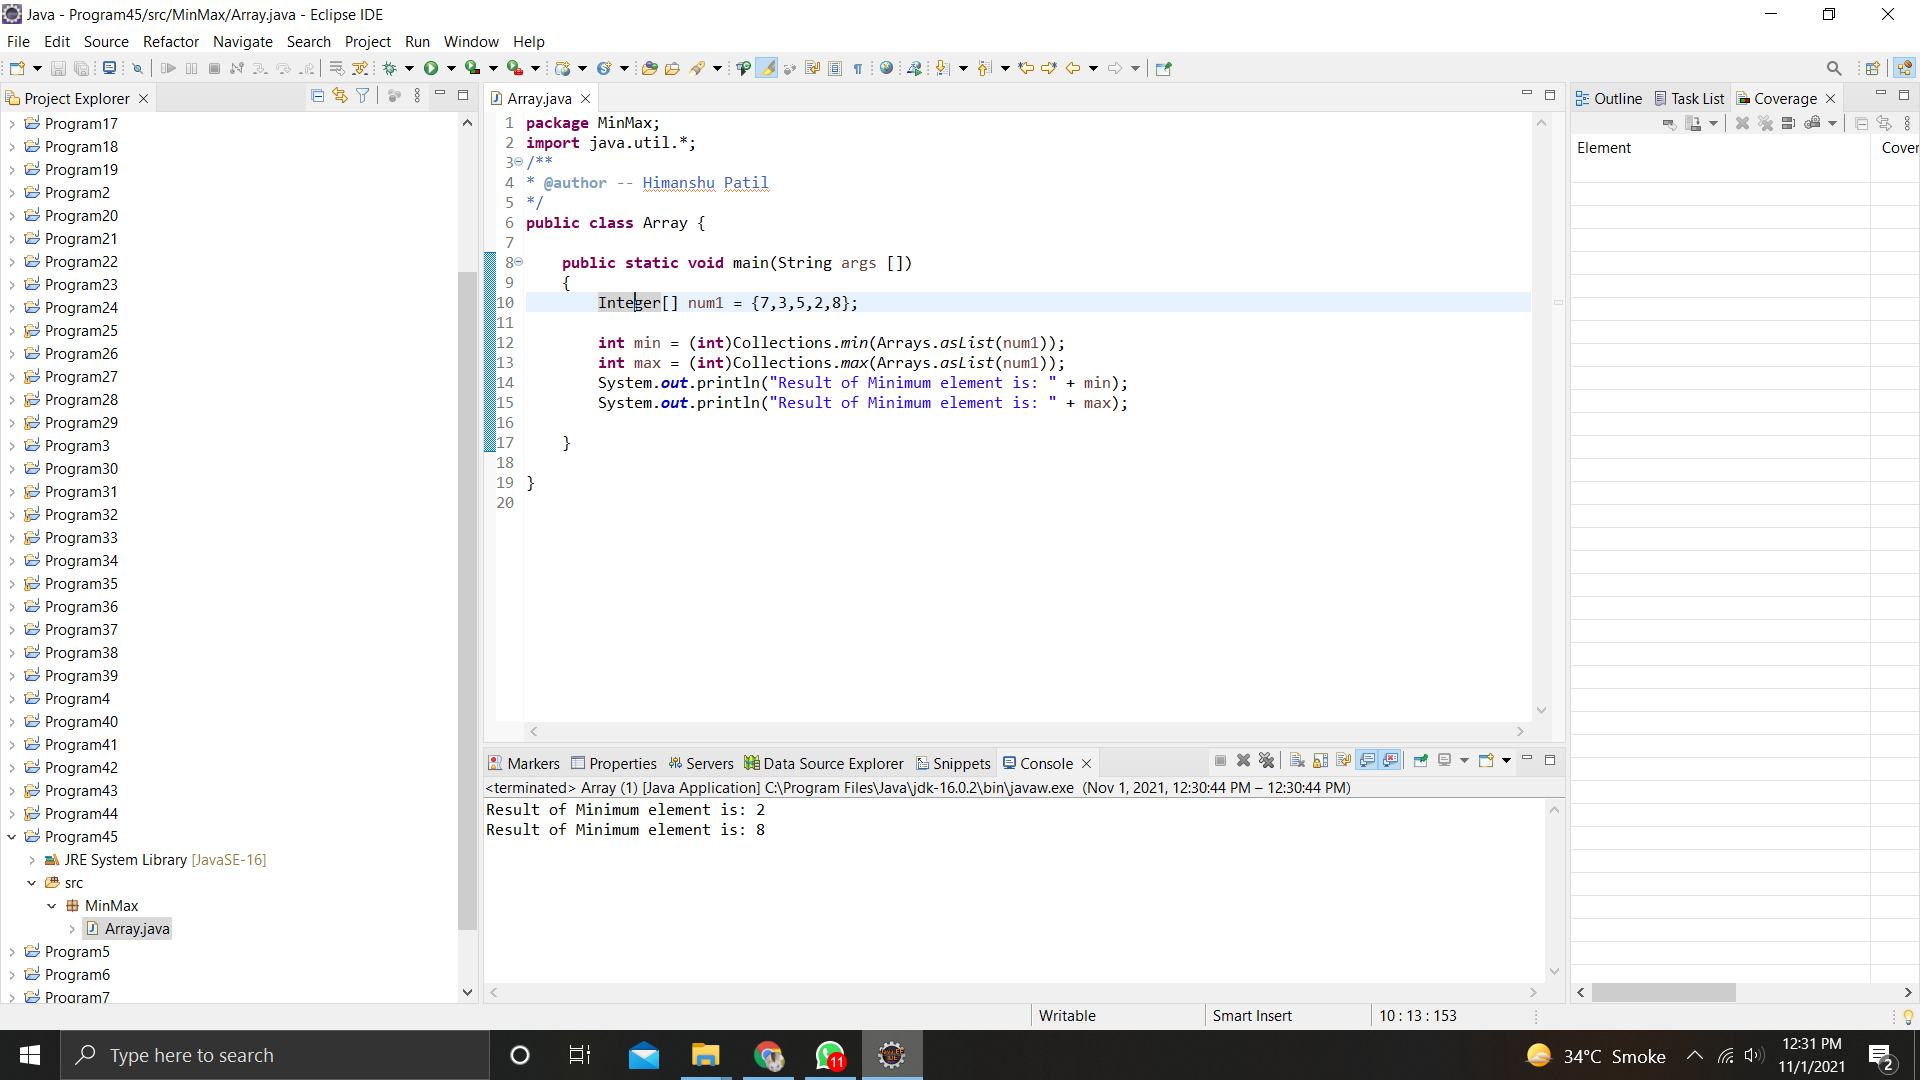 Java - Program45/src/MinMax/Array.java - Eclipse IDE
File Edit Source Refactor Navigate Search Project Run Window Help
Project Explorer
Program17
Program18
Program19
Program2
Program20
Program21
Program22
Program23
Program24
Program25
Program26
Program27
Program28
Program29
Program3
Program30
Program31
Program32
Program33
Program34
Program35
Program36
Program37
Program38
Program39
Program4
Program40
Program41
Program42
Program43
Program44
Program45
JRE System Library [JavaSE-16]
src
MinMax
Array.java
Program5
Program6
Program7
Array.java
1 package MinMax;
2 import java.util.*;
3 /**
4 * @author -- Himanshu Patil
5 */
6 public class Array {
7
8 public static void main(String args [])
9 {
10 Integer[] num1 = {7,3,5,2,8};
11
12 int min = (int)Collections.min(Arrays.asList(num1));
13 int max = (int)Collections.max(Arrays.asList(num1));
14 System.out.println("Result of Minimum element is: " + min);
15 System.out.println("Result of Minimum element is: " + max);
16
17 }
18
19 }
20
Outline Task List Coverage
Element Cover
Markers Properties Servers Data Source Explorer Snippets Console
<terminated> Array (1) [Java Application] C:\Program Files\Java\jdk-16.0.2\bin\javaw.exe (Nov 1, 2021, 12:30:44 PM – 12:30:44 PM)
Result of Minimum element is: 2
Result of Minimum element is: 8
Writable Smart Insert 10 : 13 : 153
Type here to search
11
34°C Smoke
12:31 PM
11/1/2021
2